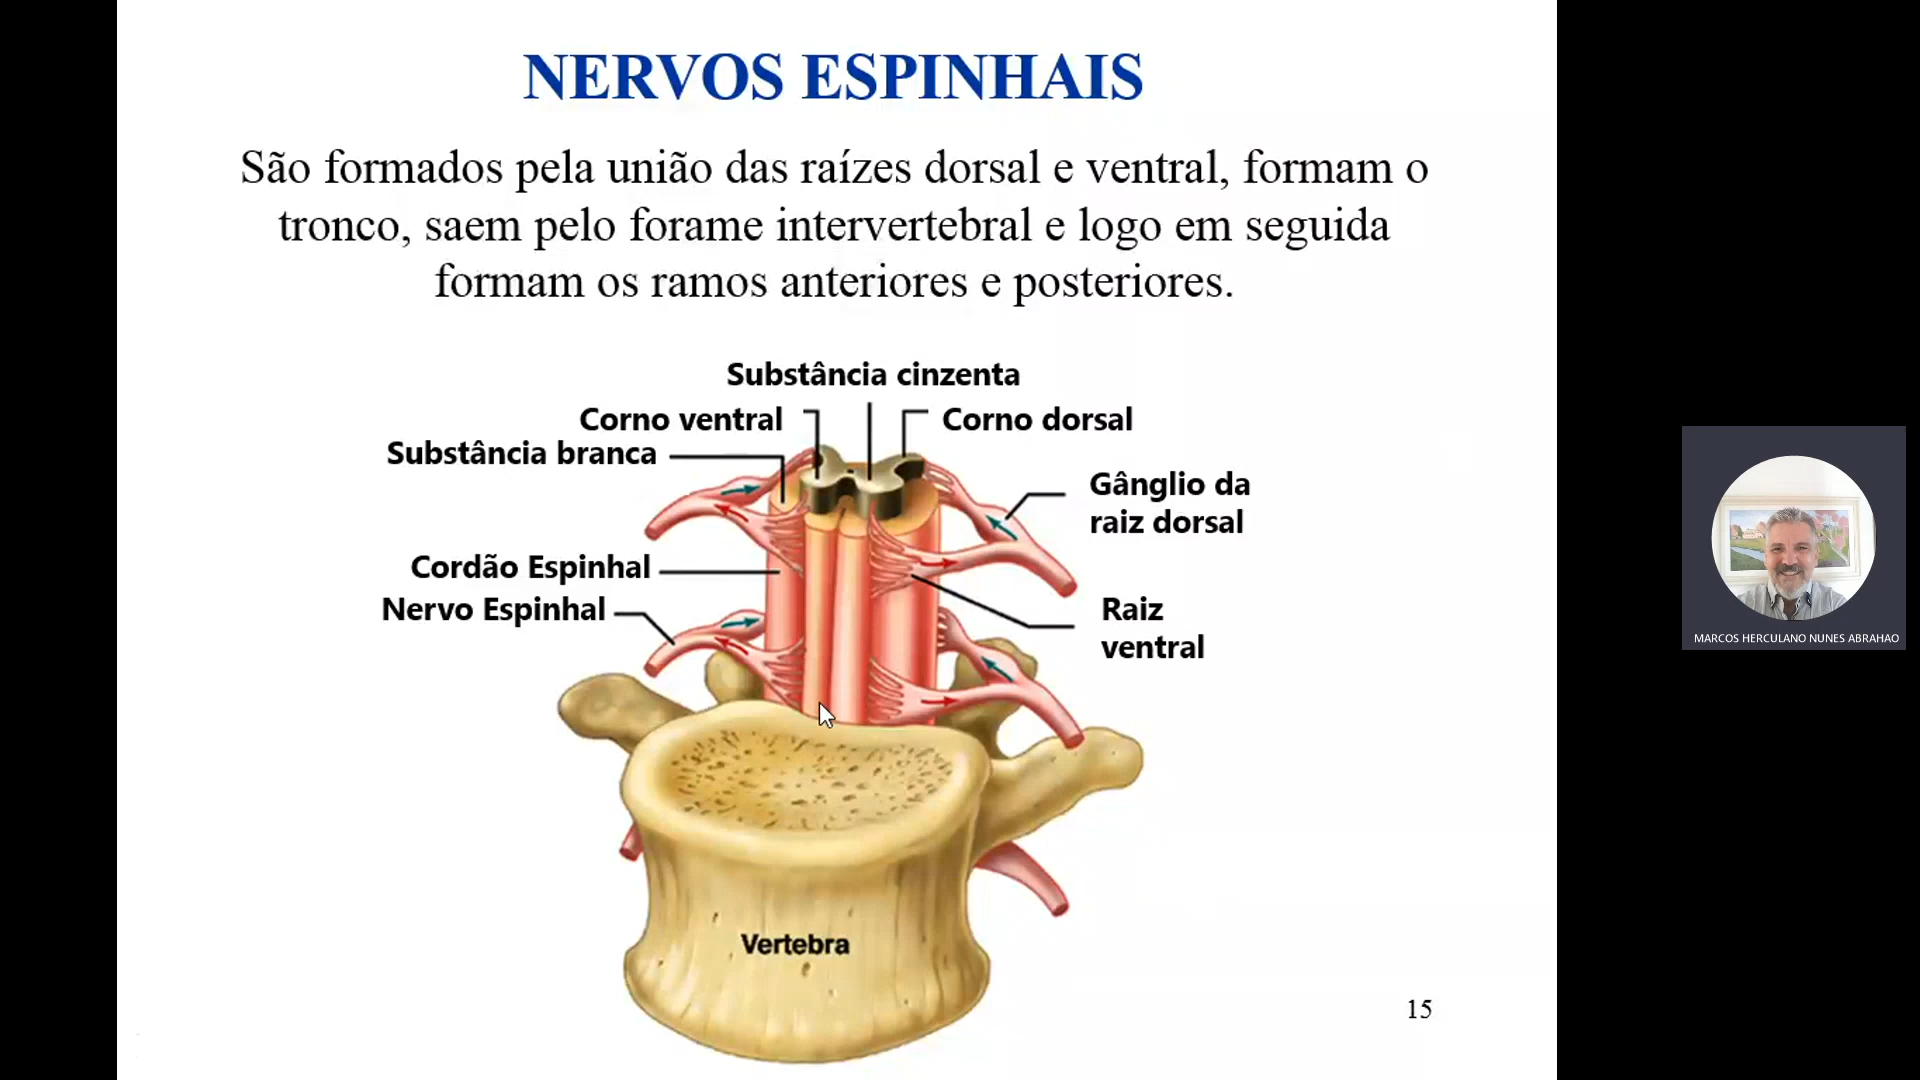 NERVOS ESPINHAIS
São formados pela união das raízes dorsal e ventral, formam o
tronco, saem pelo forame intervertebral e logo em seguida
formam os ramos anteriores e posteriores.
Substância cinzenta
Corno ventral
Corno dorsal
Substância branca
Gânglio da
raiz dorsal
Cordão Espinhal
Nervo Espinhal
Raiz
ventral
Vertebra
15
MARCOS HERCULANO NUNES ABRAHAO